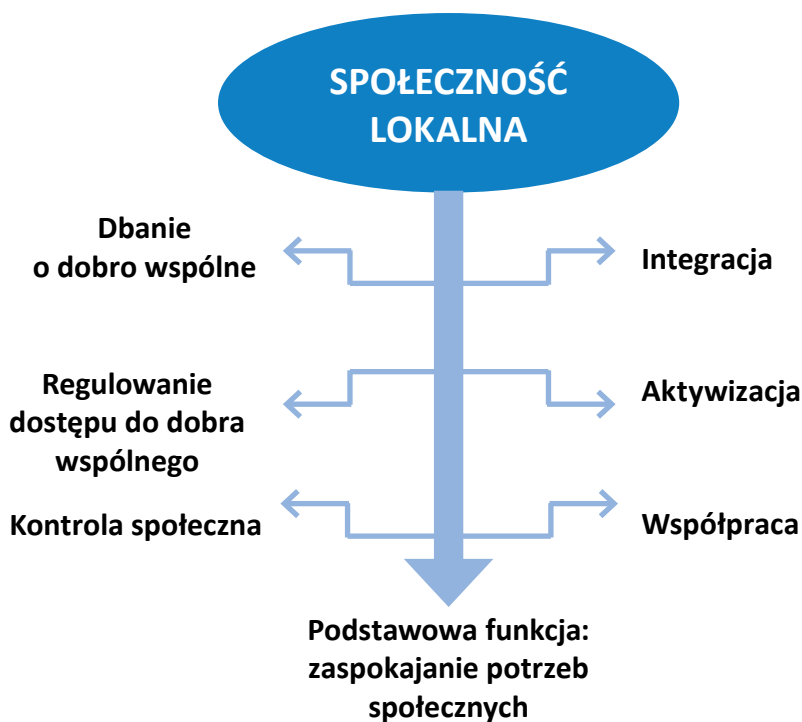 SPOŁECZNOŚĆ
LOKALNA
Dbanie
o dobro wspólne
Integracja
Regulowanie
dostępu do dobra
wspólnego
Aktywizacja
Kontrola społeczna
Współpraca
Podstawowa funkcja:
zaspokajanie potrzeb
społecznych